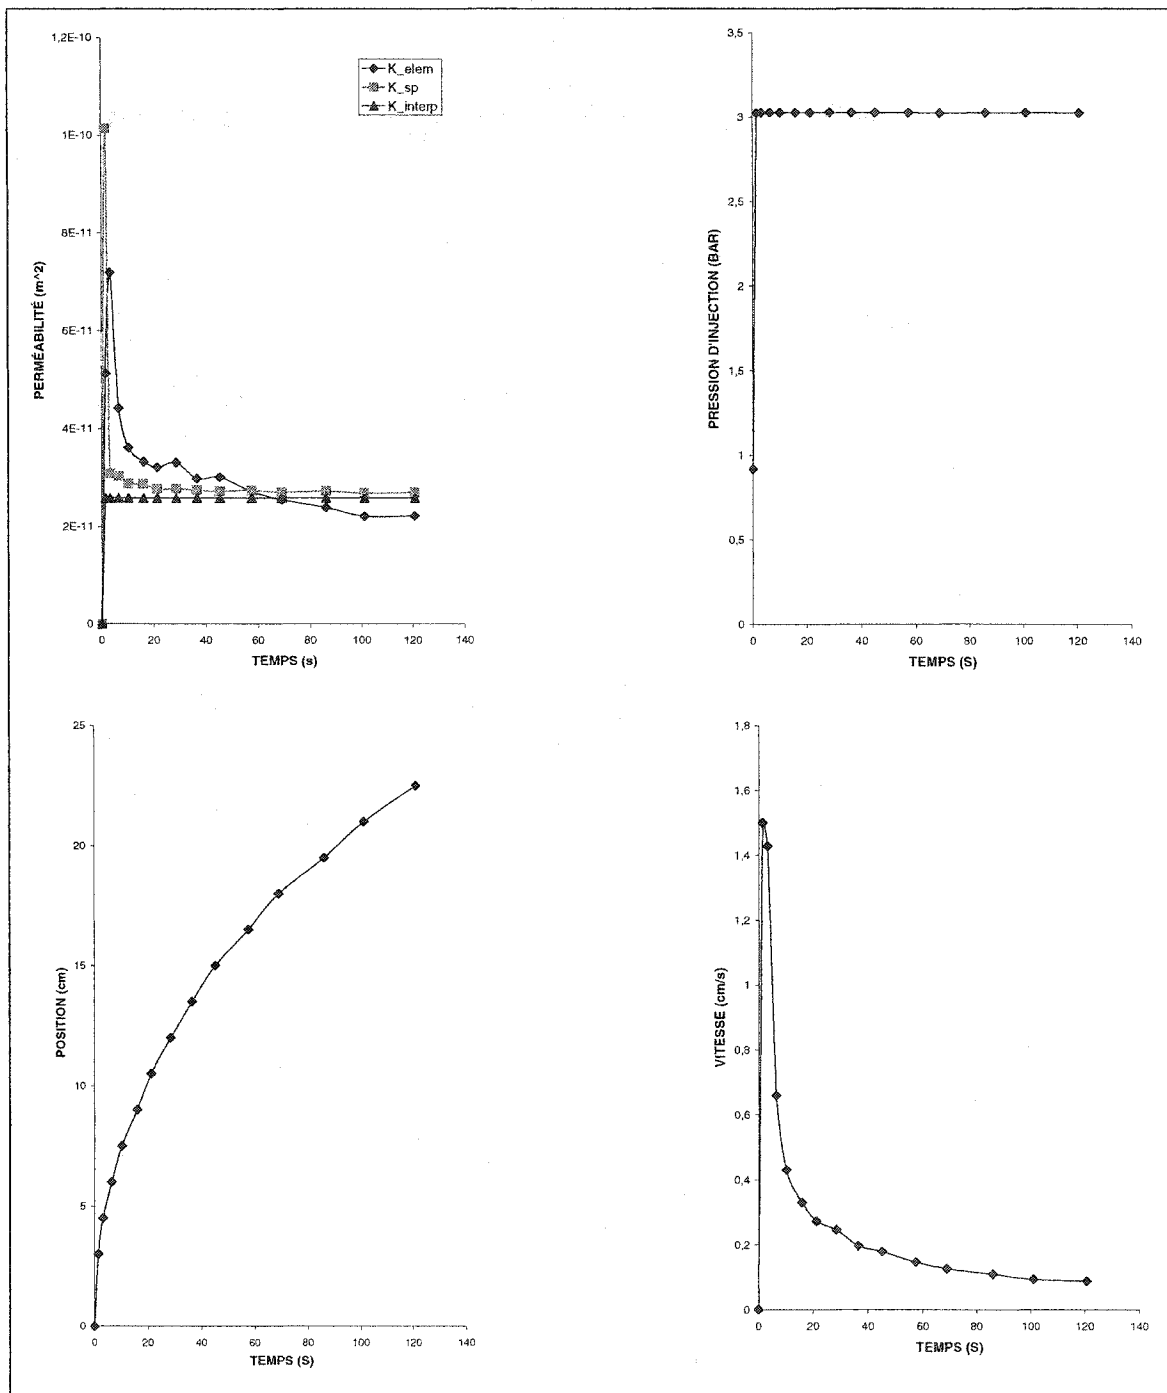 1,2E-10
1E-10
8E-11
6E-11
4E-11
2E-11
0
PERMÉABILITÉ (m^2)
K_elem
K_sp
K_interp
0 20 40 60 80 100 120 140
TEMPS (s)
3,5
3
2,5
2
1,5
1
0,5
0
PRESSION D'INJECTION (BAR)
0 20 40 60 80 100 120 140
TEMPS (S)
25
20
15
10
5
0
POSITION (cm)
0 20 40 60 80 100 120 140
TEMPS (S)
1,8
1,6
1,4
1,2
1
0,8
0,6
0,4
0,2
0
VITESSE (cm/s)
0 20 40 60 80 100 120 140
TEMPS (S)